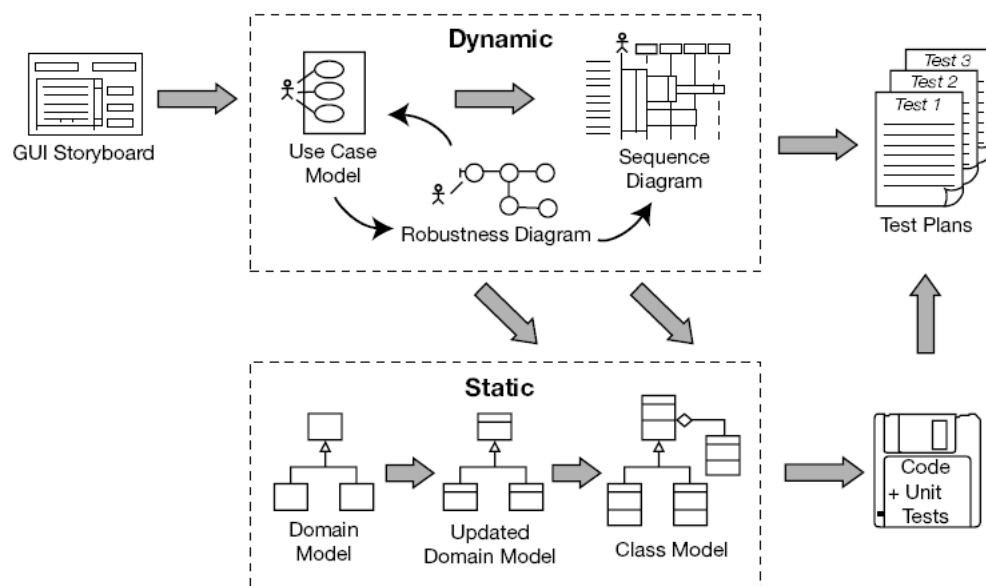 Dynamic
GUI Storyboard
Use Case
Model
Robustness Diagram
Sequence
Diagram
Test 3
Test 2
Test 1
Test Plans
Static
Domain
Model
Updated
Domain Model
Class Model
Code
+ Unit
Tests